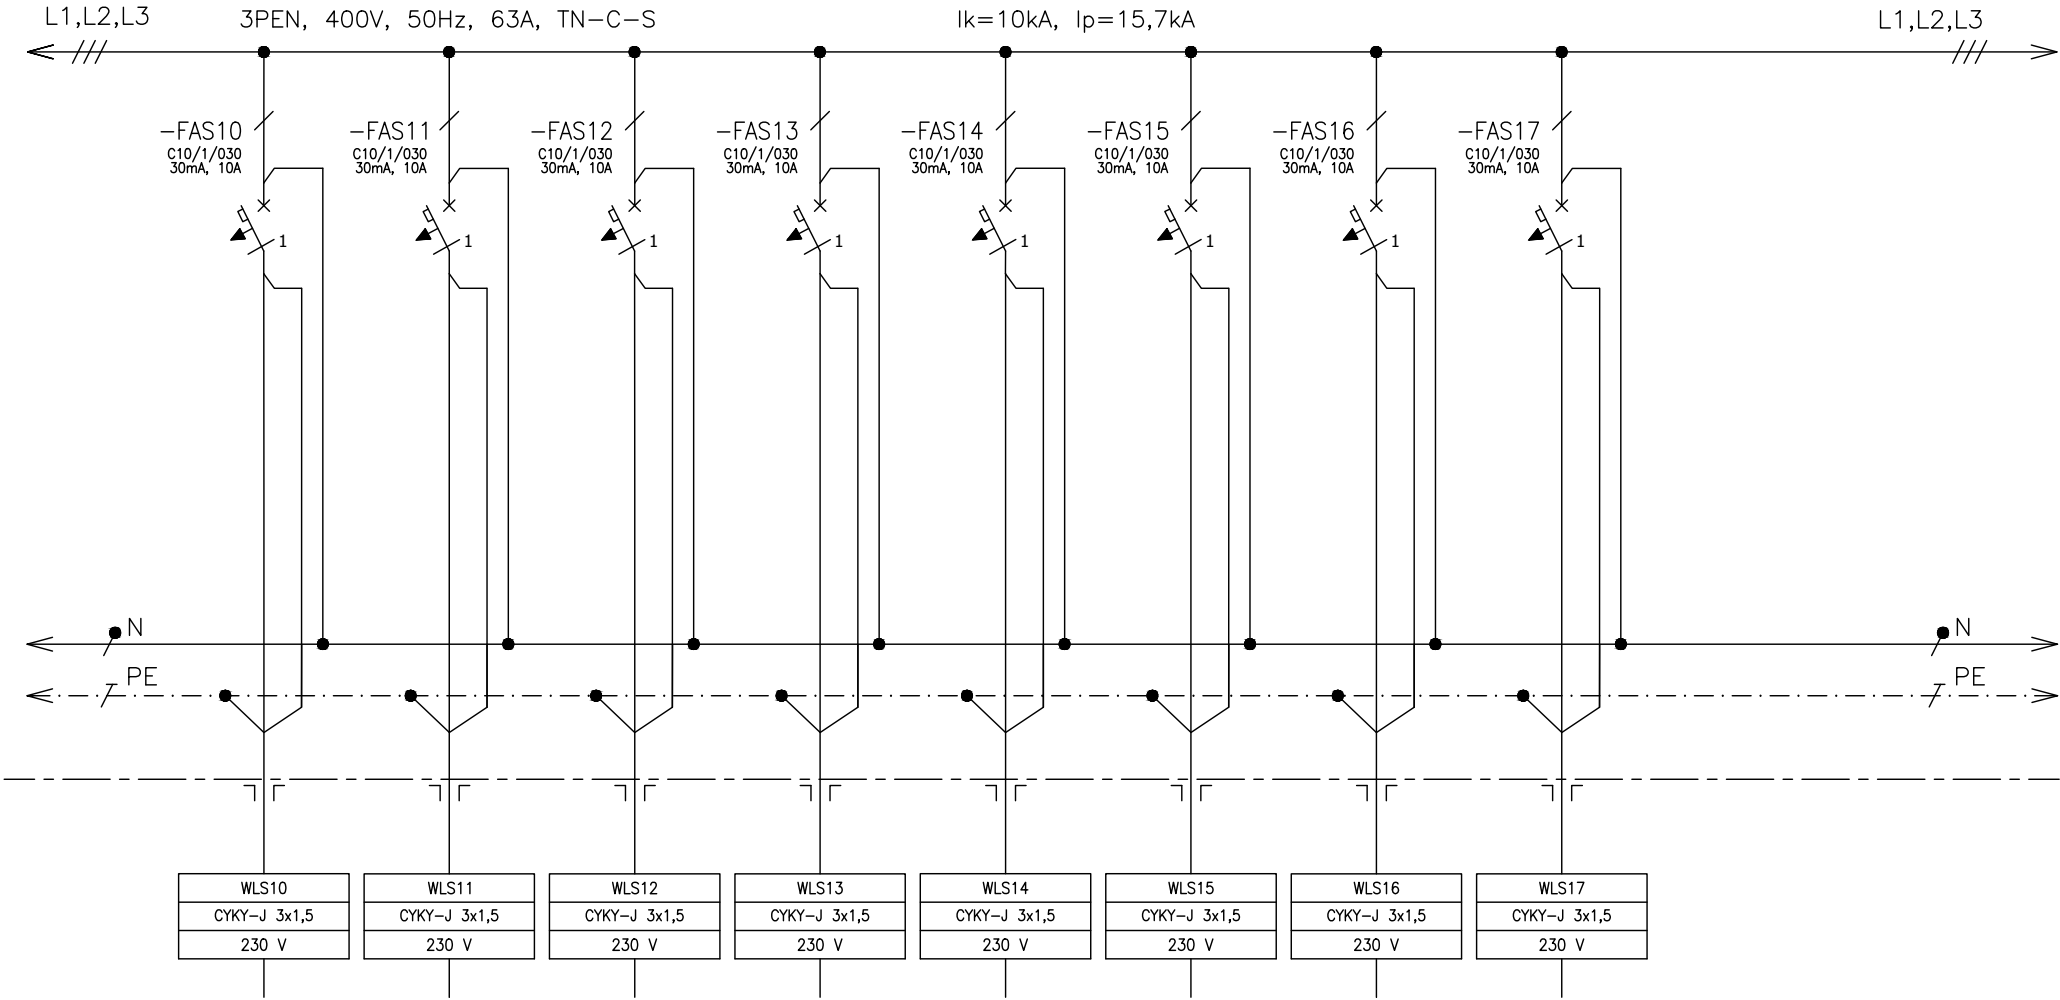 L1,L2,L3 3PEN, 400V, 50Hz, 63A, TN-C-S Ik=10kA, Ip=15,7kA L1,L2,L3
-FAS10 -FAS11 -FAS12 -FAS13 -FAS14 -FAS15 -FAS16 -FAS17
C10/1/030 C10/1/030 C10/1/030 C10/1/030 C10/1/030 C10/1/030 C10/1/030 C10/1/030
30mA, 10A 30mA, 10A 30mA, 10A 30mA, 10A 30mA, 10A 30mA, 10A 30mA, 10A 30mA, 10A
1 1 1 1 1 1 1 1
N N
PE PE
WLS10 WLS11 WLS12 WLS13 WLS14 WLS15 WLS16 WLS17
CYKY-J 3x1,5 CYKY-J 3x1,5 CYKY-J 3x1,5 CYKY-J 3x1,5 CYKY-J 3x1,5 CYKY-J 3x1,5 CYKY-J 3x1,5 CYKY-J 3x1,5
230 V 230 V 230 V 230 V 230 V 230 V 230 V 230 V